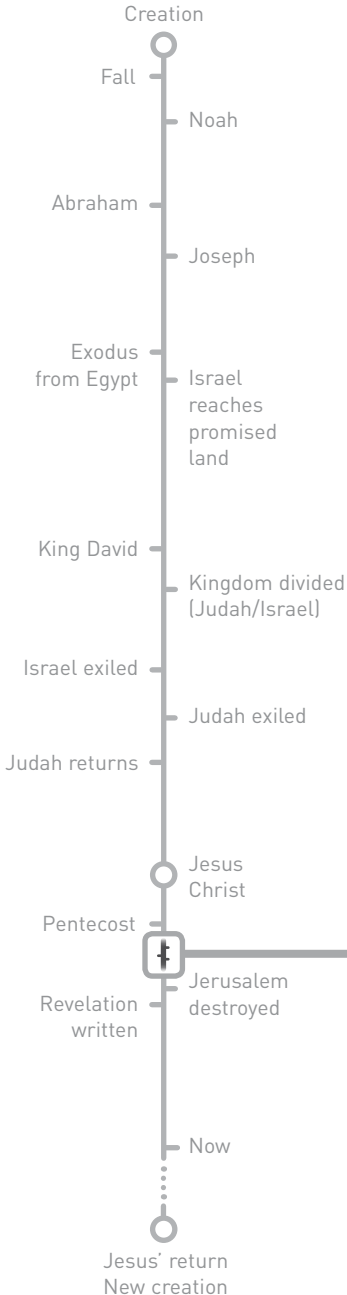 Creation
Fall
Noah
Abraham
Joseph
Exodus
from Egypt
Israel
reaches
promised
land
King David
Kingdom divided
(Judah/Israel)
Israel exiled
Judah exiled
Judah returns
Jesus
Christ
Pentecost
Jerusalem
destroyed
Revelation
written
Now
Jesus’ return
New creation